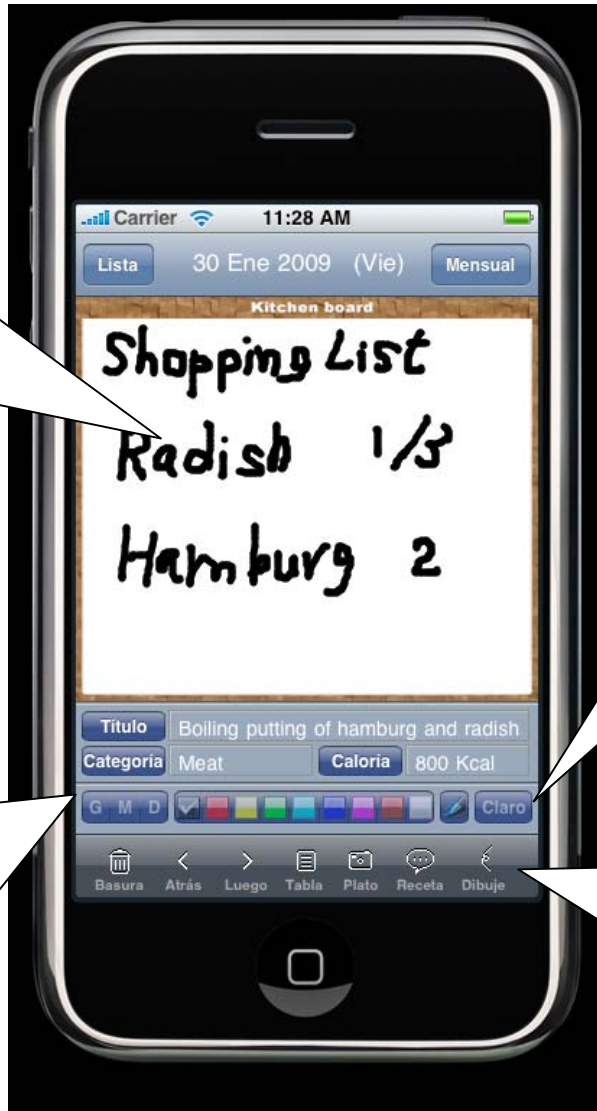 Carrier 11:28 AM
Lista 30 Ene 2009 (Vie) Mensual
Kitchen board
Shopping List
Radish 1/3
Hamburg 2
Título Boiling putting of hamburg and radish
Categoria Meat Caloría 800 Kcal
G M D Claro
Basura Atrás Luego Tabla Plato Receta Dibuje